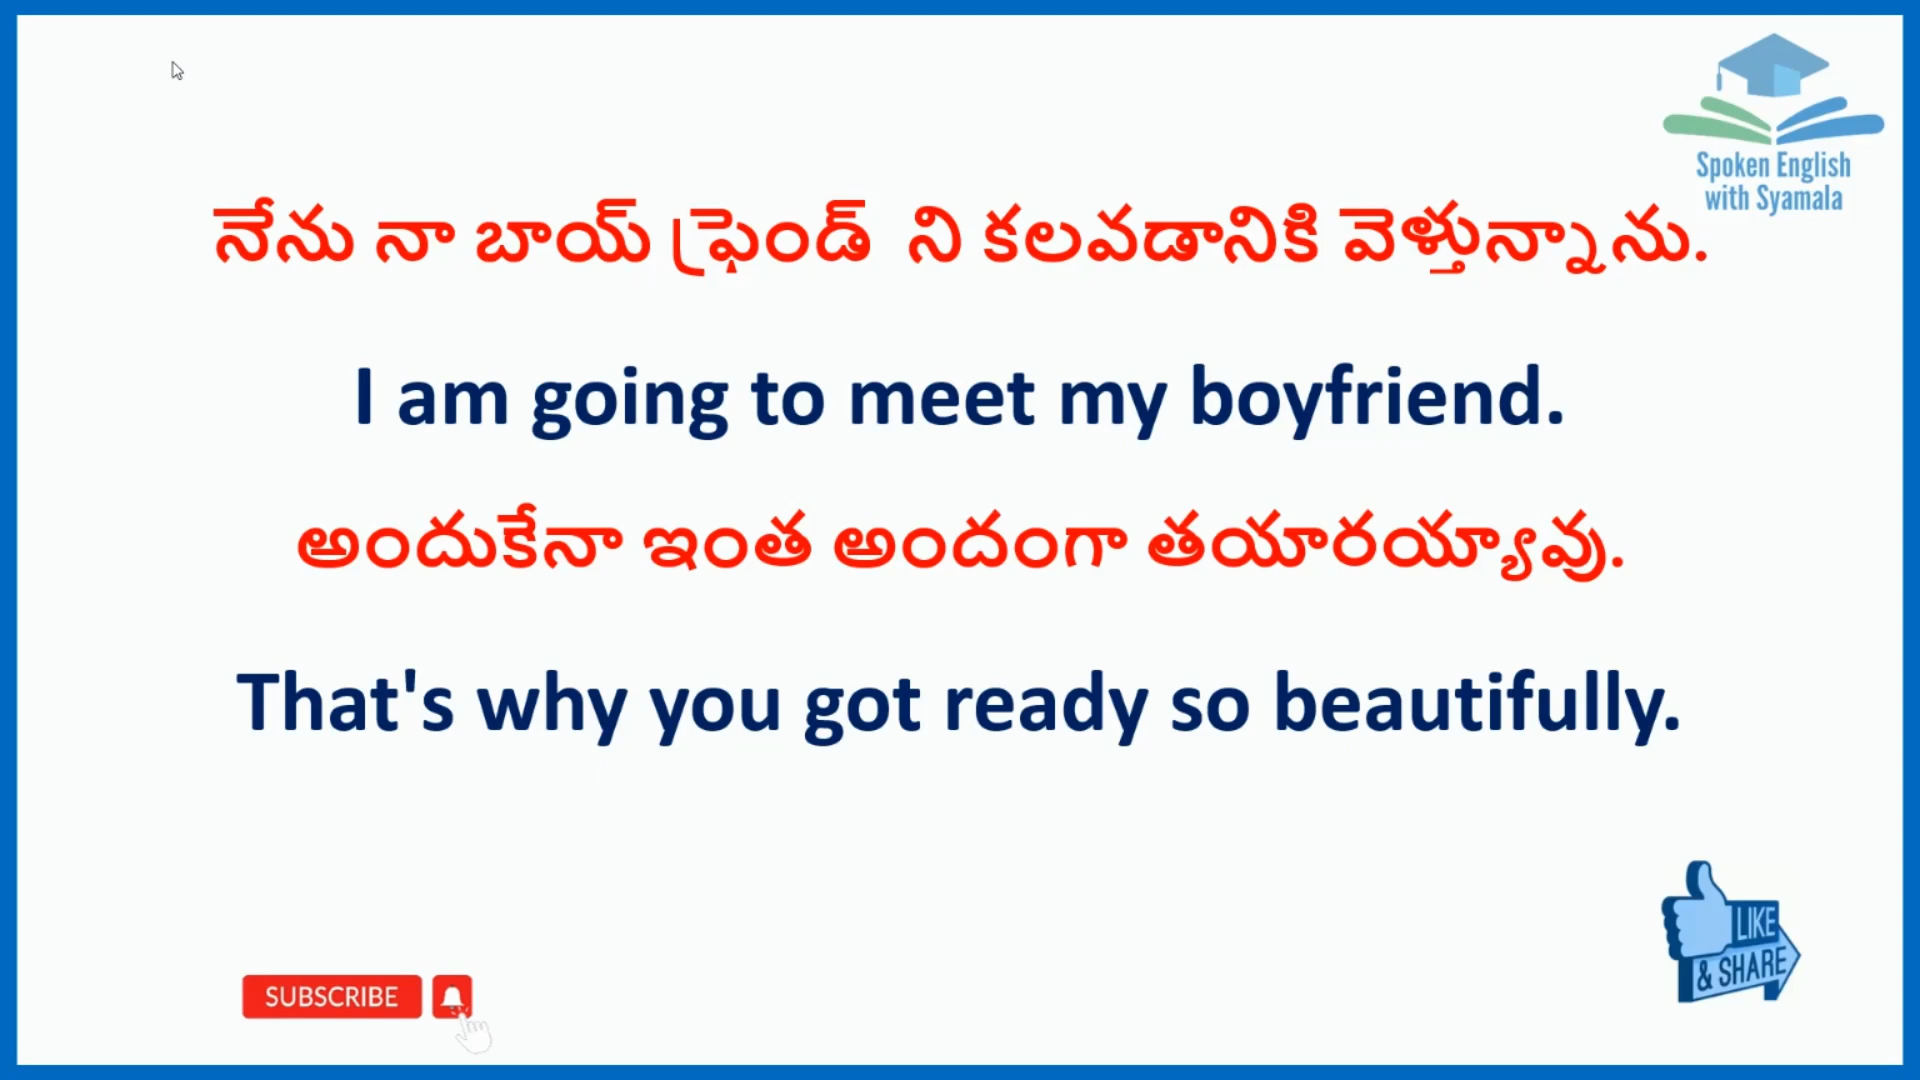 Spoken English
with Syamala
నేను నా బాయ్ ఫ్రెండ్ ని కలవడానికి వెళ్తున్నాను.
I am going to meet my boyfriend.
అందుకేనా ఇంత అందంగా తయారయ్యావు.
That's why you got ready so beautifully.
LIKE
& SHARE
SUBSCRIBE